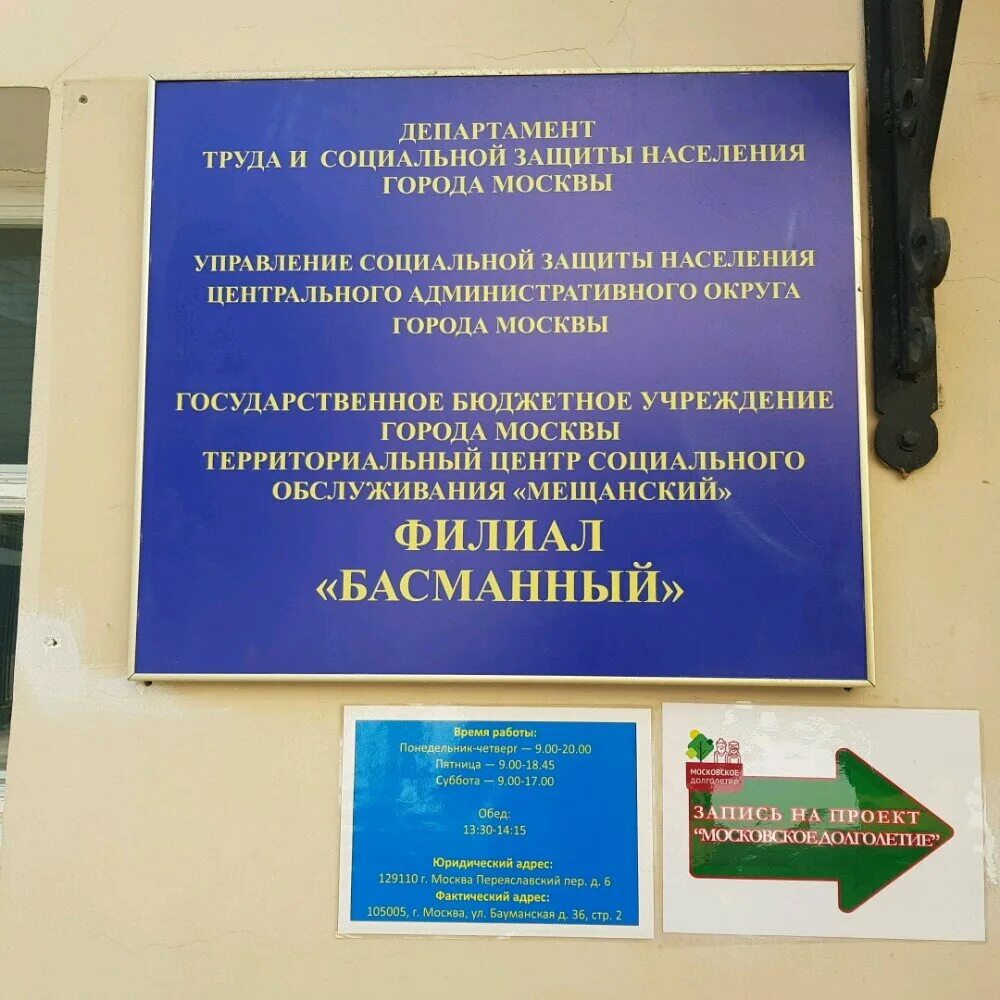 ДЕПАРТАМЕНТ
ТРУДА И СОЦИАЛЬНОЙ ЗАЩИТЫ НАСЕЛЕНИЯ
ГОРОДА МОСКВЫ
УПРАВЛЕНИЕ СОЦИАЛЬНОЙ ЗАЩИТЫ НАСЕЛЕНИЯ
ЦЕНТРАЛЬНОГО АДМИНИСТРАТИВНОГО ОКРУГА
ГОРОДА МОСКВЫ
ГОСУДАРСТВЕННОЕ БЮДЖЕТНОЕ УЧРЕЖДЕНИЕ
ГОРОДА МОСКВЫ
ТЕРРИТОРИАЛЬНЫЙ ЦЕНТР СОЦИАЛЬНОГО
ОБСЛУЖИВАНИЯ «МЕЩАНСКИЙ»
ФИЛИАЛ
«БАСМАННЫЙ»
Время работы:
Понедельник-четверг — 9.00-20.00
Пятница — 9.00-18.45
Суббота — 9.00-17.00
Обед:
13:30-14:15
Юридический адрес:
129110 г. Москва Переяславский пер. д. 6
Фактический адрес:
105005, г. Москва, ул. Бауманская д. 36, стр. 2
МОСКОВСКОЕ
ДОЛГОЛЕТИЕ
ЗАПИСЬ НА ПРОЕКТ
"МОСКОВСКОЕ ДОЛГОЛЕТИЕ"